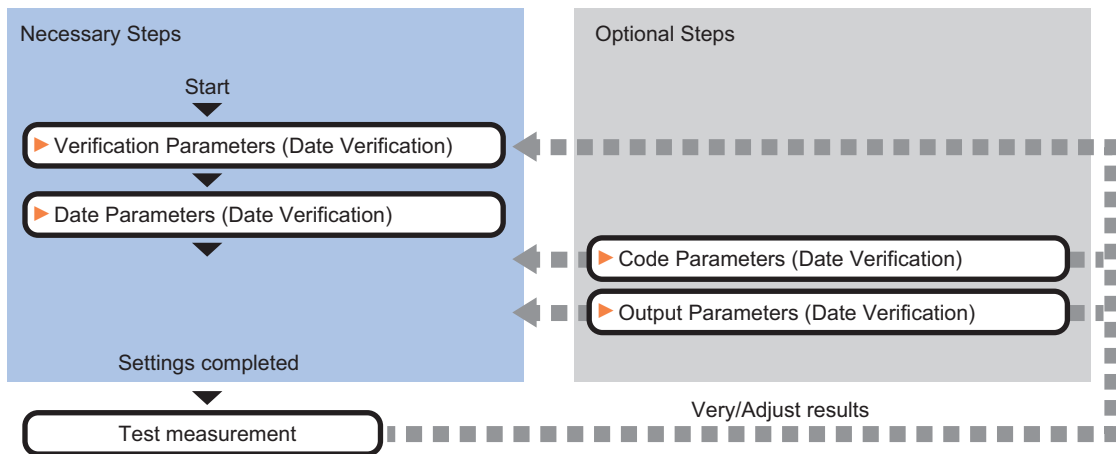 Necessary Steps
Optional Steps
Start
Verification Parameters (Date Verification)
Date Parameters (Date Verification)
Code Parameters (Date Verification)
Output Parameters (Date Verification)
Settings completed
Very/Adjust results
Test measurement